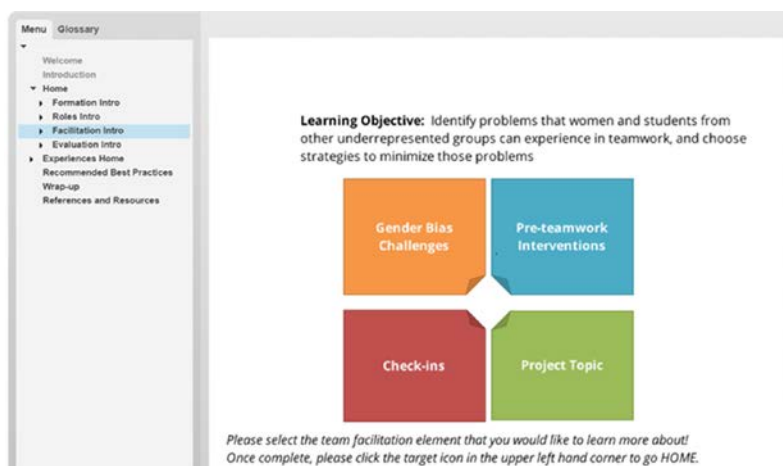 Menu Glossary
Welcome
Introduction
Home
Formation Intro
Roles Intro
Facilitation Intro
Evaluation Intro
Experiences Home
Recommended Best Practices
Wrap-up
References and Resources
Learning Objective: Identify problems that women and students from
other underrepresented groups can experience in teamwork, and choose
strategies to minimize those problems
Gender Bias
Challenges
Pre-teamwork
Interventions
Check-ins
Project Topic
Please select the team facilitation element that you would like to learn more about!
Once complete, please click the target icon in the upper left hand corner to go HOME.